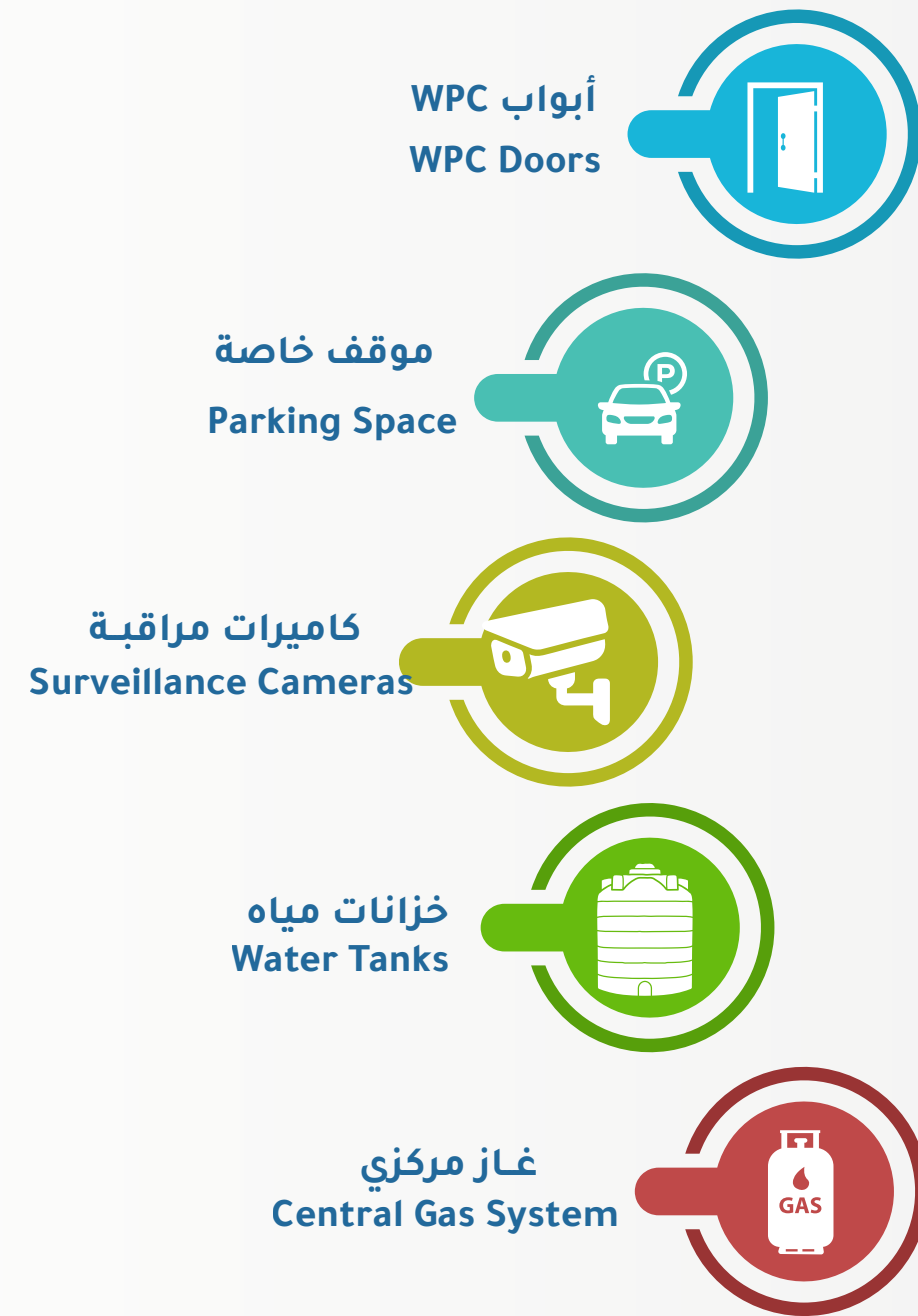 أبواب WPC
WPC Doors
P
موقف خاصة
Parking Space
كاميرات مراقبـة
Surveillance Cameras
خزانات مياه
Water Tanks
غـاز مركزي
Central Gas System
GAS